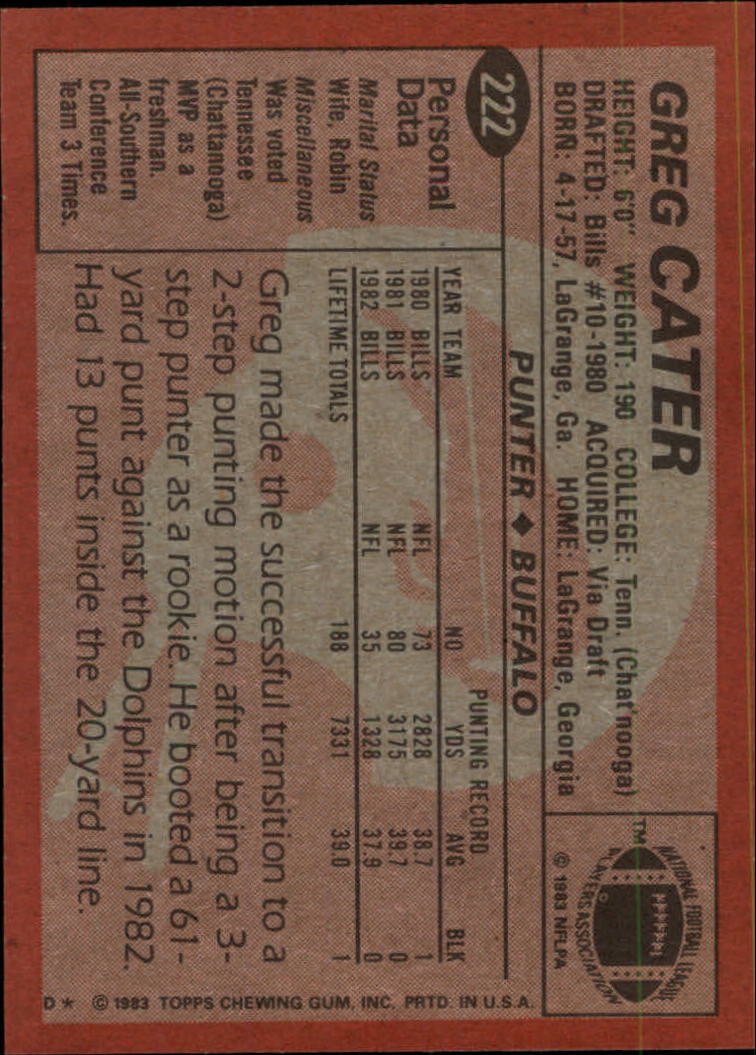 GREG CATER
HEIGHT: 6'0" WEIGHT: 190 COLLEGE: Tenn. (Chat'nooga)
DRAFTED: Bills #10-1980 ACQUIRED: Via Draft
BORN: 4-17-57, LaGrange, Ga. HOME: LaGrange, Georgia
TM
NATIONAL FOOTBALL LEAGUE
PLAYERS ASSOCIATION
© 1983 NFLPA
222
PUNTER ♦ BUFFALO
Personal
Data
Marital Status
Wife, Robin
Miscellaneous
Was voted
Tennessee
(Chattanooga)
MVP as a
freshman.
All-Southern
Conference
Team 3 Times.
PUNTING RECORD
YEAR TEAM NO YDS AVG BLK
1980 BILLS NFL 73 2828 38.7 1
1981 BILLS NFL 80 3175 39.7 0
1982 BILLS NFL 35 1328 37.9 0
LIFETIME TOTALS 188 7331 39.0 1
Greg made the successful transition to a
2-step punting motion after being a 3-
step punter as a rookie. He booted a 61-
yard punt against the Dolphins in 1982.
Had 13 punts inside the 20-yard line.
D* © 1983 TOPPS CHEWING GUM, INC. PRTD. IN U.S.A.